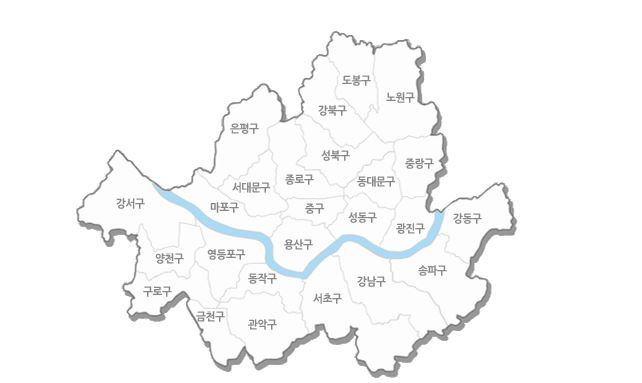 도봉구
노원구
강북구
은평구
성북구
중랑구
서대문구
종로구
동대문구
강서구
마포구
중구
성동구
강동구
광진구
용산구
양천구
영등포구
송파구
동작구
강남구
구로구
서초구
금천구
관악구